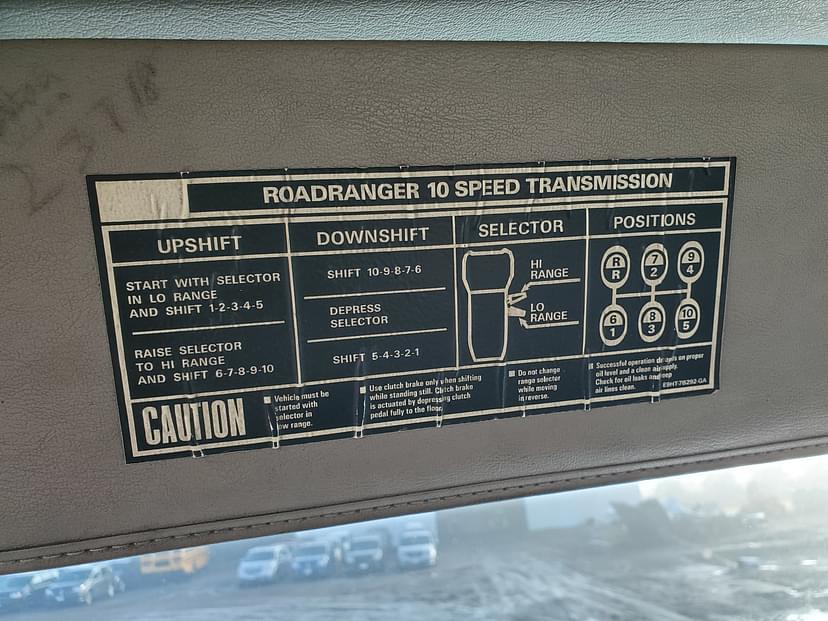 ROADRANGER 10 SPEED TRANSMISSION
UPSHIFT
START WITH SELECTOR
IN LO RANGE
AND SHIFT 1-2-3-4-5
RAISE SELECTOR
TO HI RANGE
AND SHIFT 6-7-8-9-10
DOWNSHIFT
SHIFT 10-9-8-7-6
DEPRESS
SELECTOR
SHIFT 5-4-3-2-1
SELECTOR
HI
RANGE
LO
RANGE
POSITIONS
R 7 9
R 2 4
6 8 10
1 3 5
CAUTION
Vehicle must be
started with
selector in
low range.
Use clutch brake only when shifting
while standing still. Clutch brake
is actuated by depressing clutch
pedal fully to the floor.
Do not change
range selector
while moving
in reverse.
Successful operation depends on proper
oil level and a clean air supply.
Check for oil leaks and keep
air lines clean.
E9HT-7B292-GA